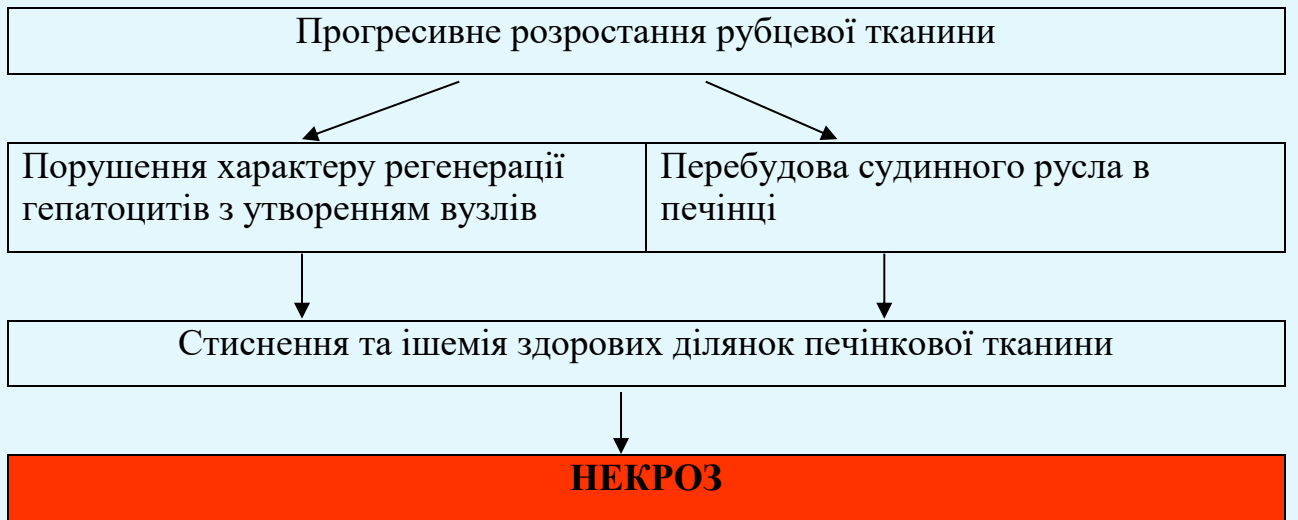 Прогресивне розростання рубцевої тканини
Порушення характеру регенерації
гепатоцитів з утворенням вузлів
Перебудова судинного русла в
печінці
Стиснення та ішемія здорових ділянок печінкової тканини
НЕКРОЗ